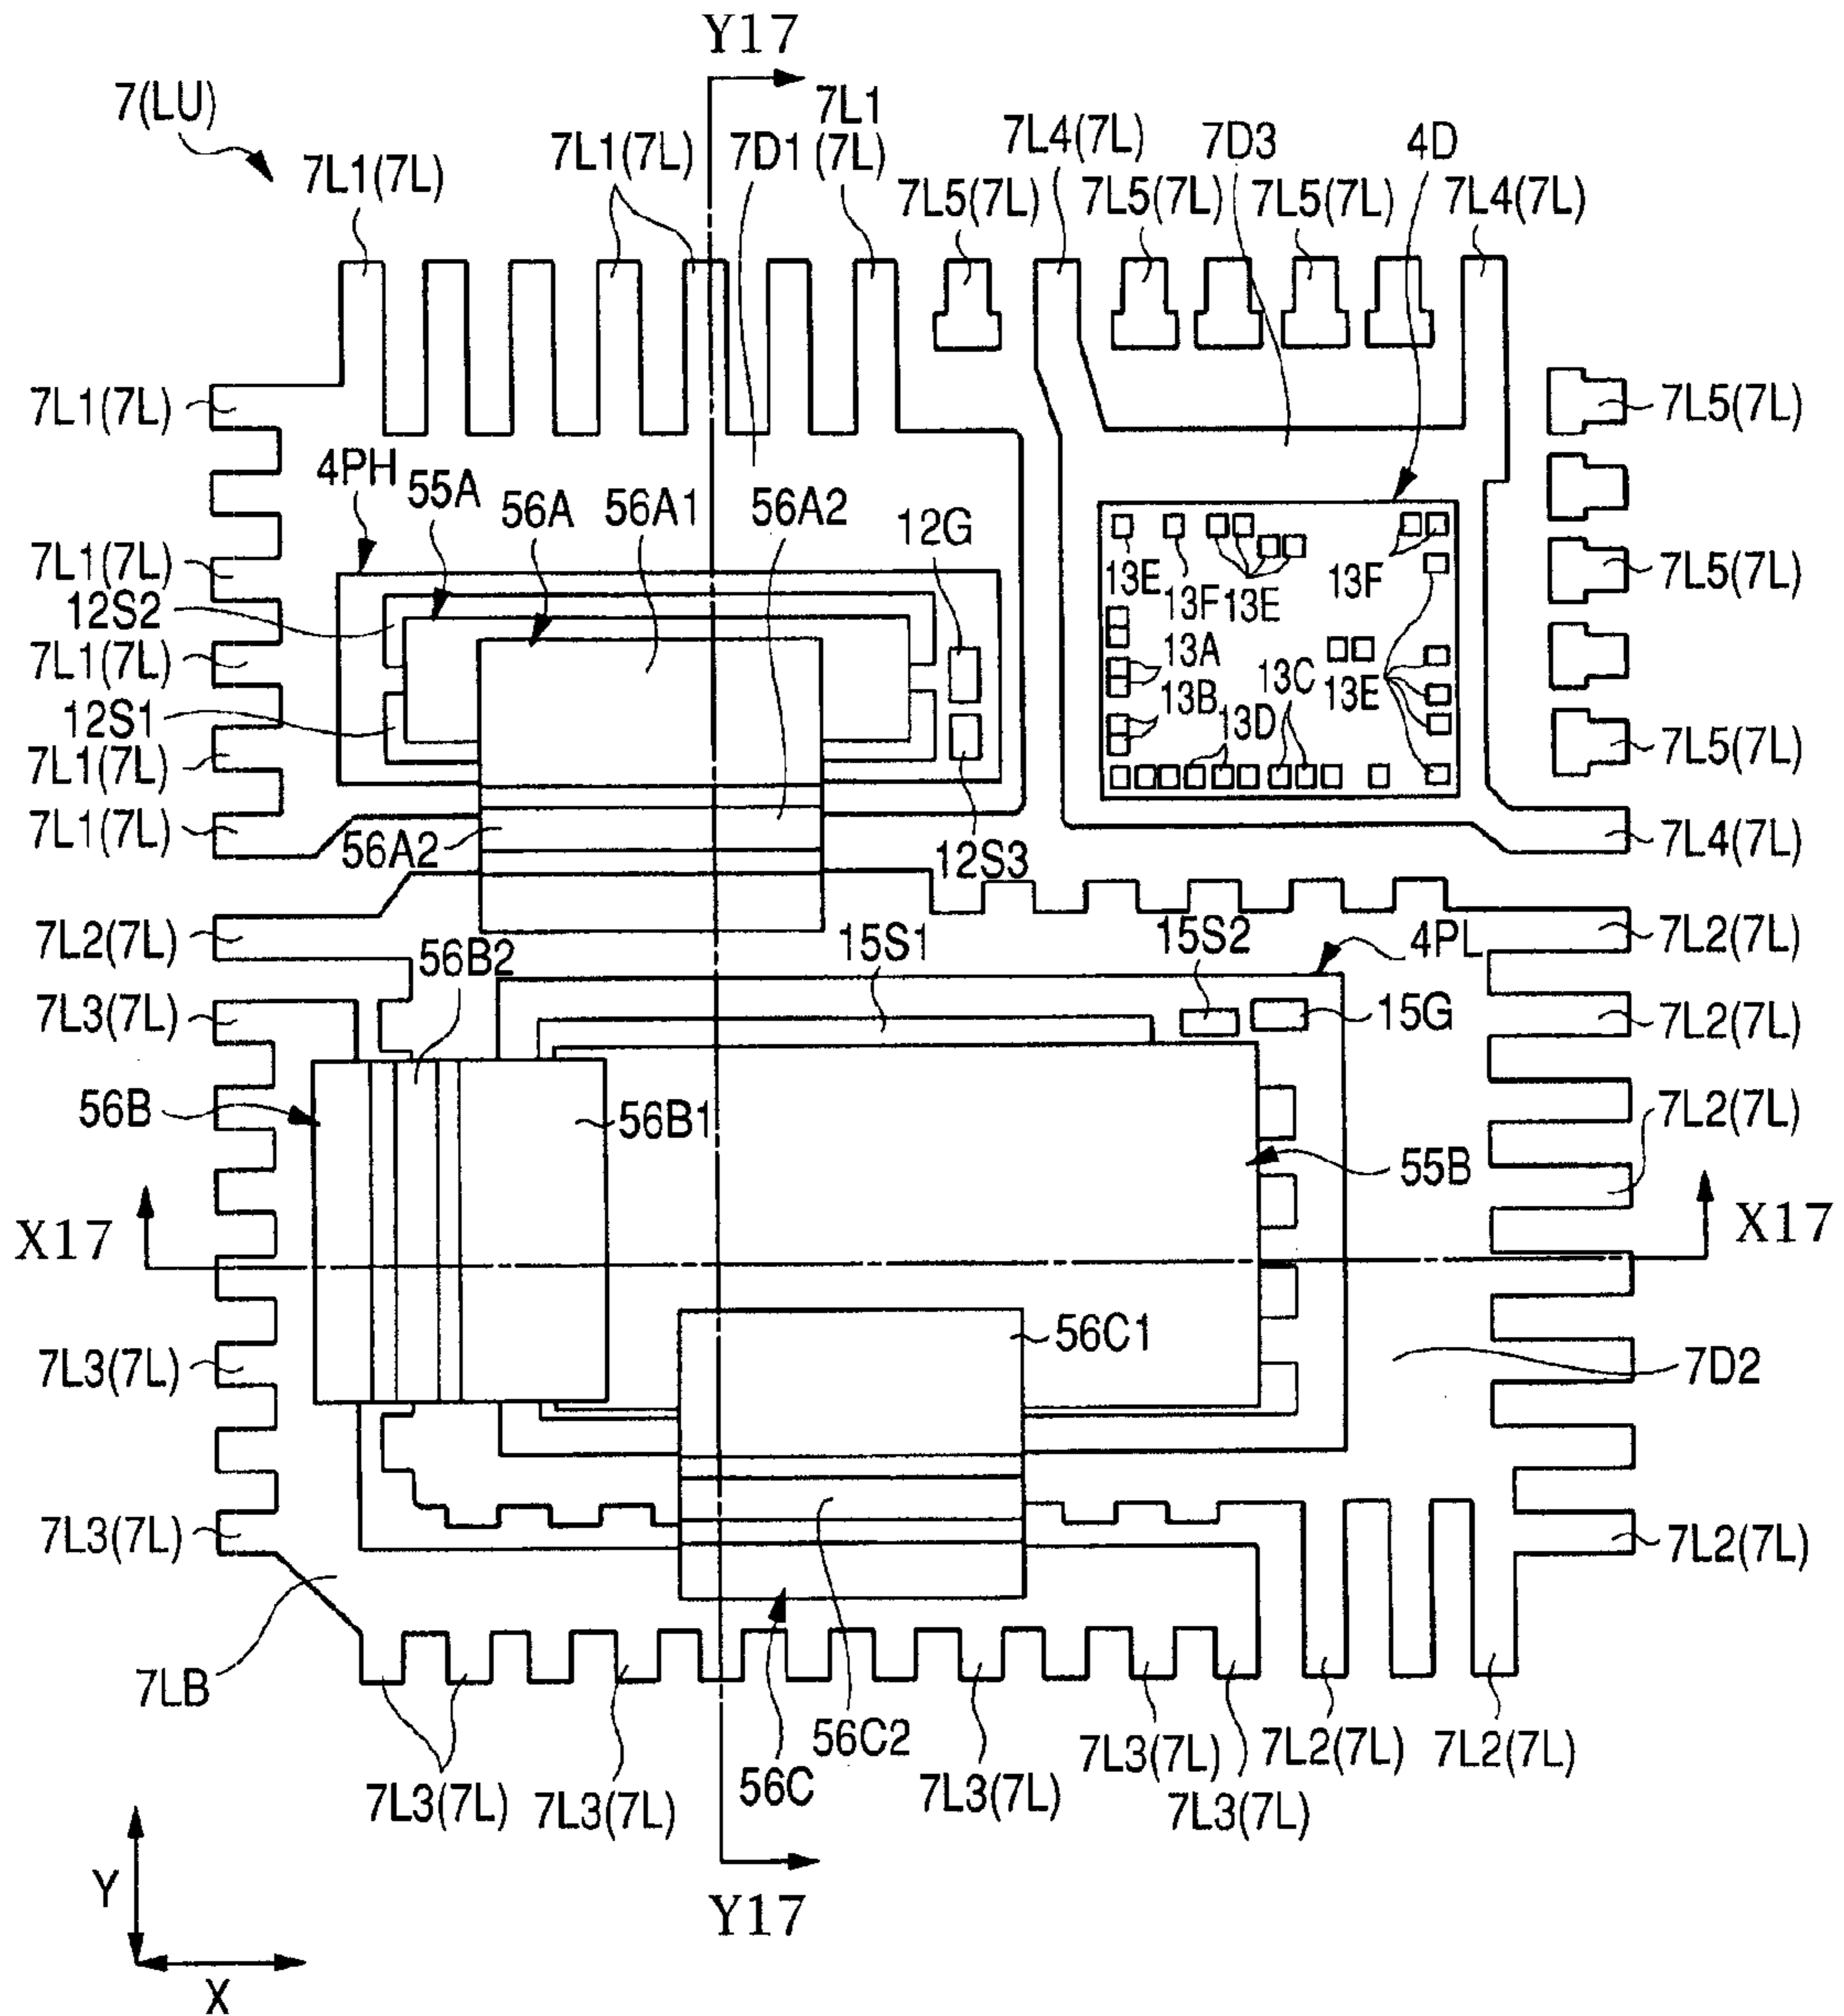 Y17
7(LU)
7L1
7L1(7L)
7D1
(7L)
7L4(7L)
7D3
4D
7L1(7L)
7L5(7L)
7L5(7L)
7L5(7L)
7L4(7L)
7L1(7L)
7L5(7L)
4PH
55A
56A
56A1
56A2
12G
7L1(7L)
13E
13F
13E
13F
7L5(7L)
12S2
7L1(7L)
13A
12S1
13B
13D
13C
13E
7L1(7L)
7L5(7L)
7L1(7L)
56A2
12S3
7L4(7L)
7L2(7L)
56B2
15S1
15S2
4PL
7L2(7L)
7L3(7L)
15G
7L2(7L)
56B
56B1
7L2(7L)
55B
X17
X17
56C1
7L3(7L)
7D2
7L3(7L)
7L2(7L)
7LB
56C2
7L3(7L)
7L2(7L)
7L2(7L)
7L3(7L)
7L3(7L)
56C
7L3(7L)
7L3(7L)
Y
Y17
X